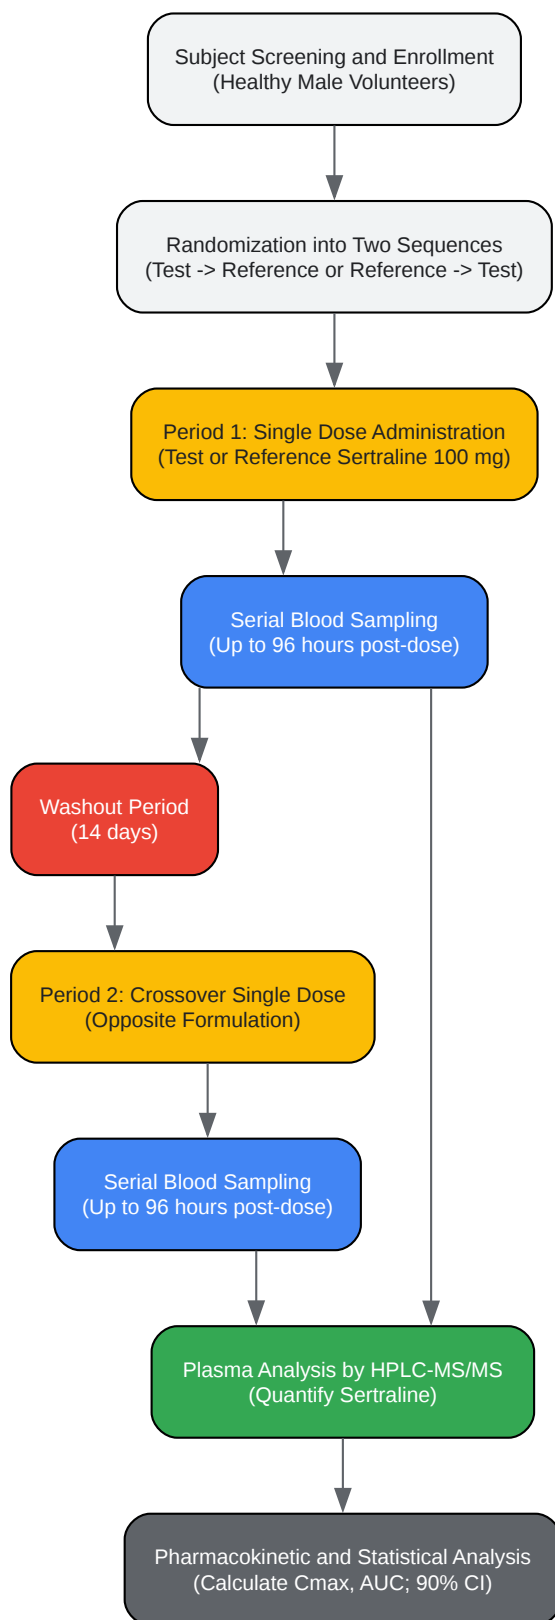 Subject Screening and Enrollment
(Healthy Male Volunteers)
Randomization into Two Sequences
(Test -> Reference or Reference -> Test)
Period 1: Single Dose Administration
(Test or Reference Sertraline 100 mg)
Serial Blood Sampling
(Up to 96 hours post-dose)
Washout Period
(14 days)
Period 2: Crossover Single Dose
(Opposite Formulation)
Serial Blood Sampling
(Up to 96 hours post-dose)
Plasma Analysis by HPLC-MS/MS
(Quantify Sertraline)
Pharmacokinetic and Statistical Analysis
(Calculate Cmax, AUC; 90% CI)